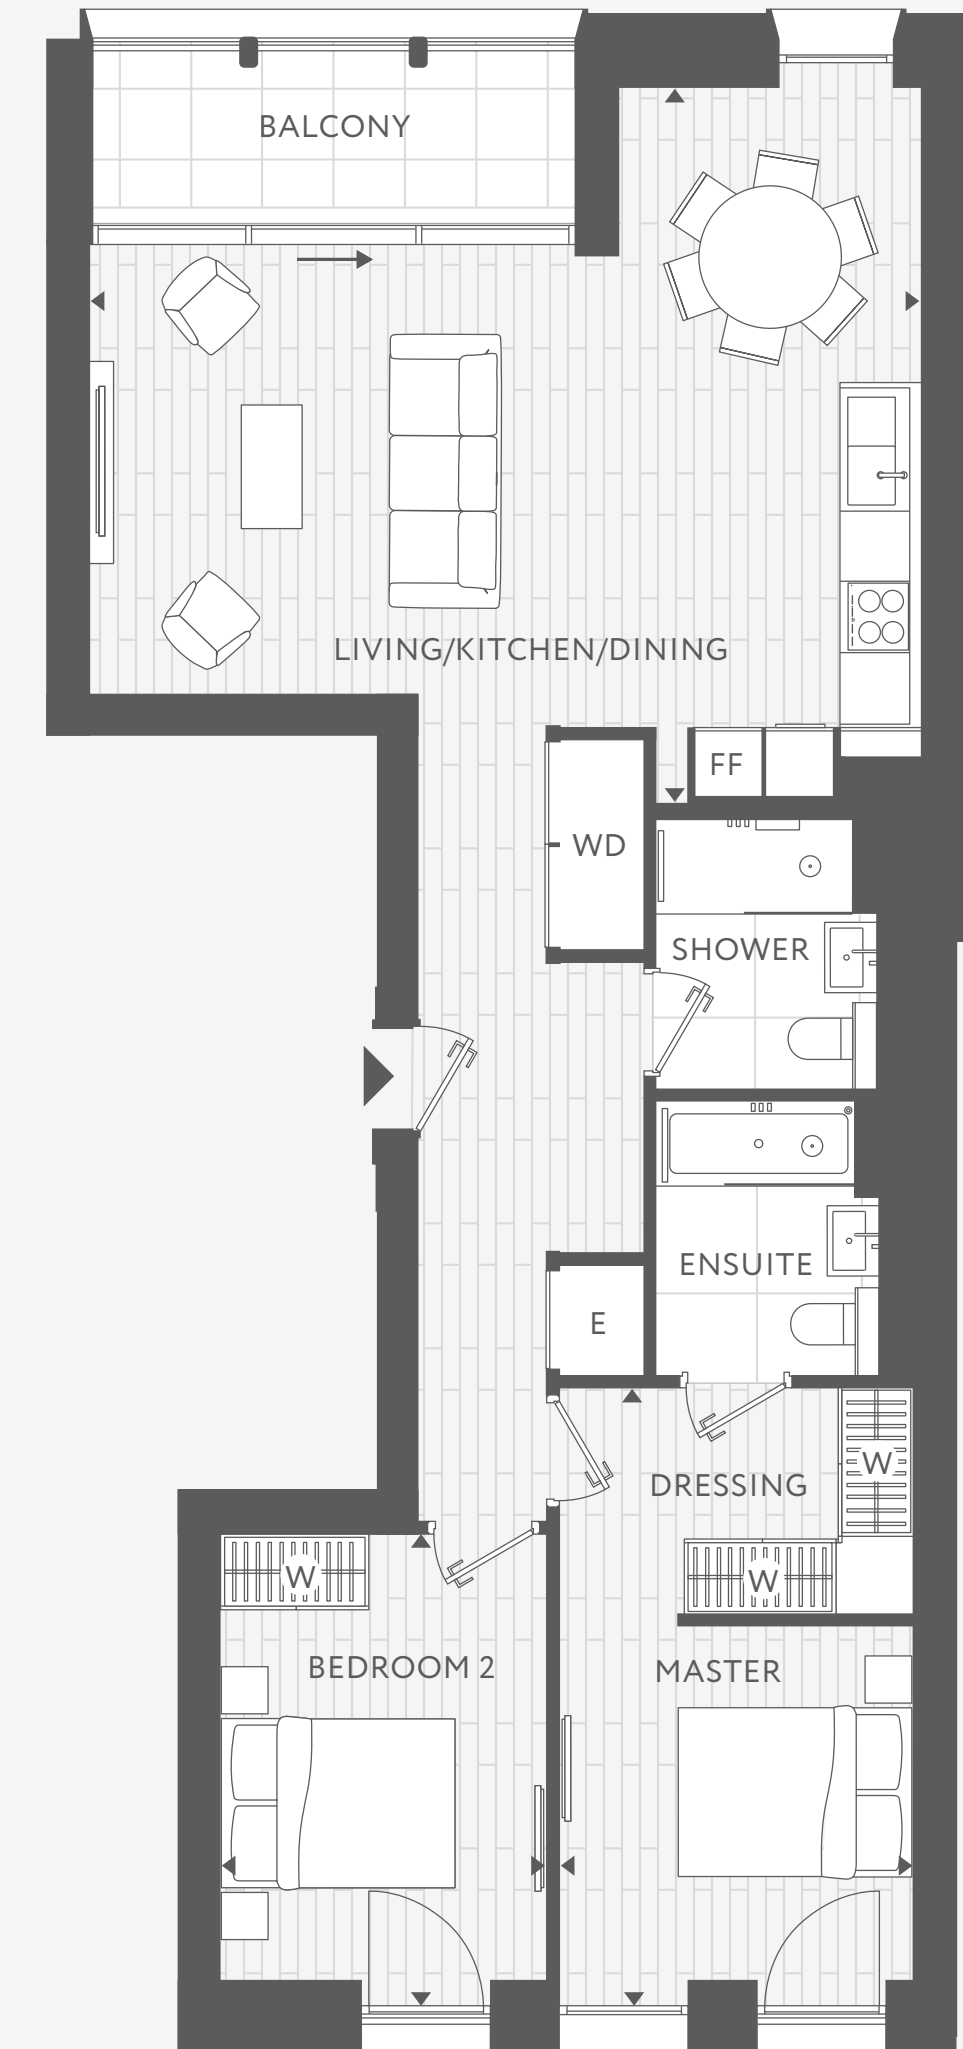 BALCONY
LIVING/KITCHEN/DINING
FF
WD
SHOWER
ENSUITE
E
W
DRESSING
W
W
BEDROOM 2
MASTER